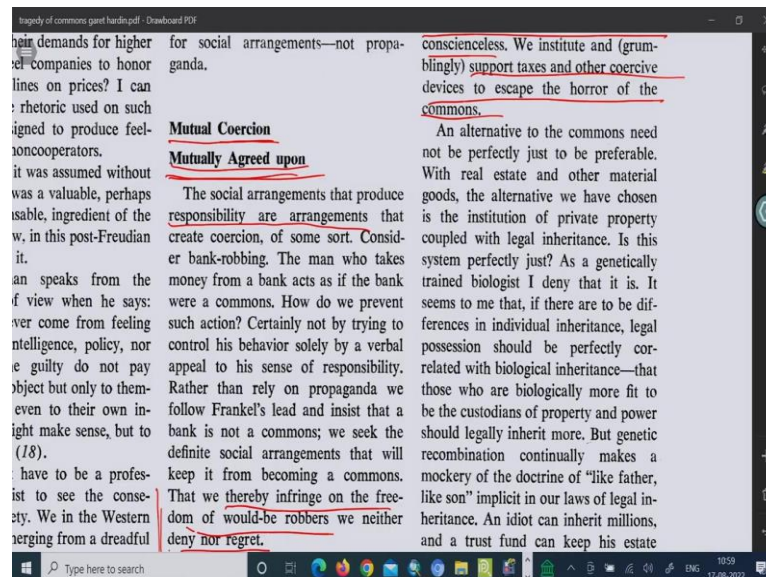 tragedy of commons garet hardin.pdf - Drawboard PDF
demands for higher
companies to honor
lines on prices? I can
rhetoric used on such
signed to produce feel-
noncooperators.
it was assumed without
was a valuable, perhaps
ingredient of the
w, in this post-Freudian
it.
an speaks from the
of view when he says:
ever come from feeling
ntelligence, policy, nor
e guilty do not pay
object but only to them-
even to their own in-
ight make sense, but to
(18).
have to be a profes-
ist to see the conse-
ety. We in the Western
merging from a dreadful
for social arrangements—not propa-
ganda.
Mutual Coercion
Mutually Agreed upon
The social arrangements that produce
responsibility are arrangements that
create coercion, of some sort. Consid-
er bank-robbing. The man who takes
money from a bank acts as if the bank
were a commons. How do we prevent
such action? Certainly not by trying to
control his behavior solely by a verbal
appeal to his sense of responsibility.
Rather than rely on propaganda we
follow Frankel's lead and insist that a
bank is not a commons; we seek the
definite social arrangements that will
keep it from becoming a commons.
That we thereby infringe on the free-
dom of would-be robbers we neither
deny nor regret.
conscienceless. We institute and (grum-
blingly) support taxes and other coercive
devices to escape the horror of the
commons.
An alternative to the commons need
not be perfectly just to be preferable.
With real estate and other material
goods, the alternative we have chosen
is the institution of private property
coupled with legal inheritance. Is this
system perfectly just? As a genetically
trained biologist I deny that it is. It
seems to me that, if there are to be dif-
ferences in individual inheritance, legal
possession should be perfectly cor-
related with biological inheritance—that
those who are biologically more fit to
be the custodians of property and power
should legally inherit more. But genetic
recombination continually makes a
mockery of the doctrine of "like father,
like son" implicit in our laws of legal in-
heritance. An idiot can inherit millions,
and a trust fund can keep his estate
Type here to search
ENG
10:59
17-08-2022